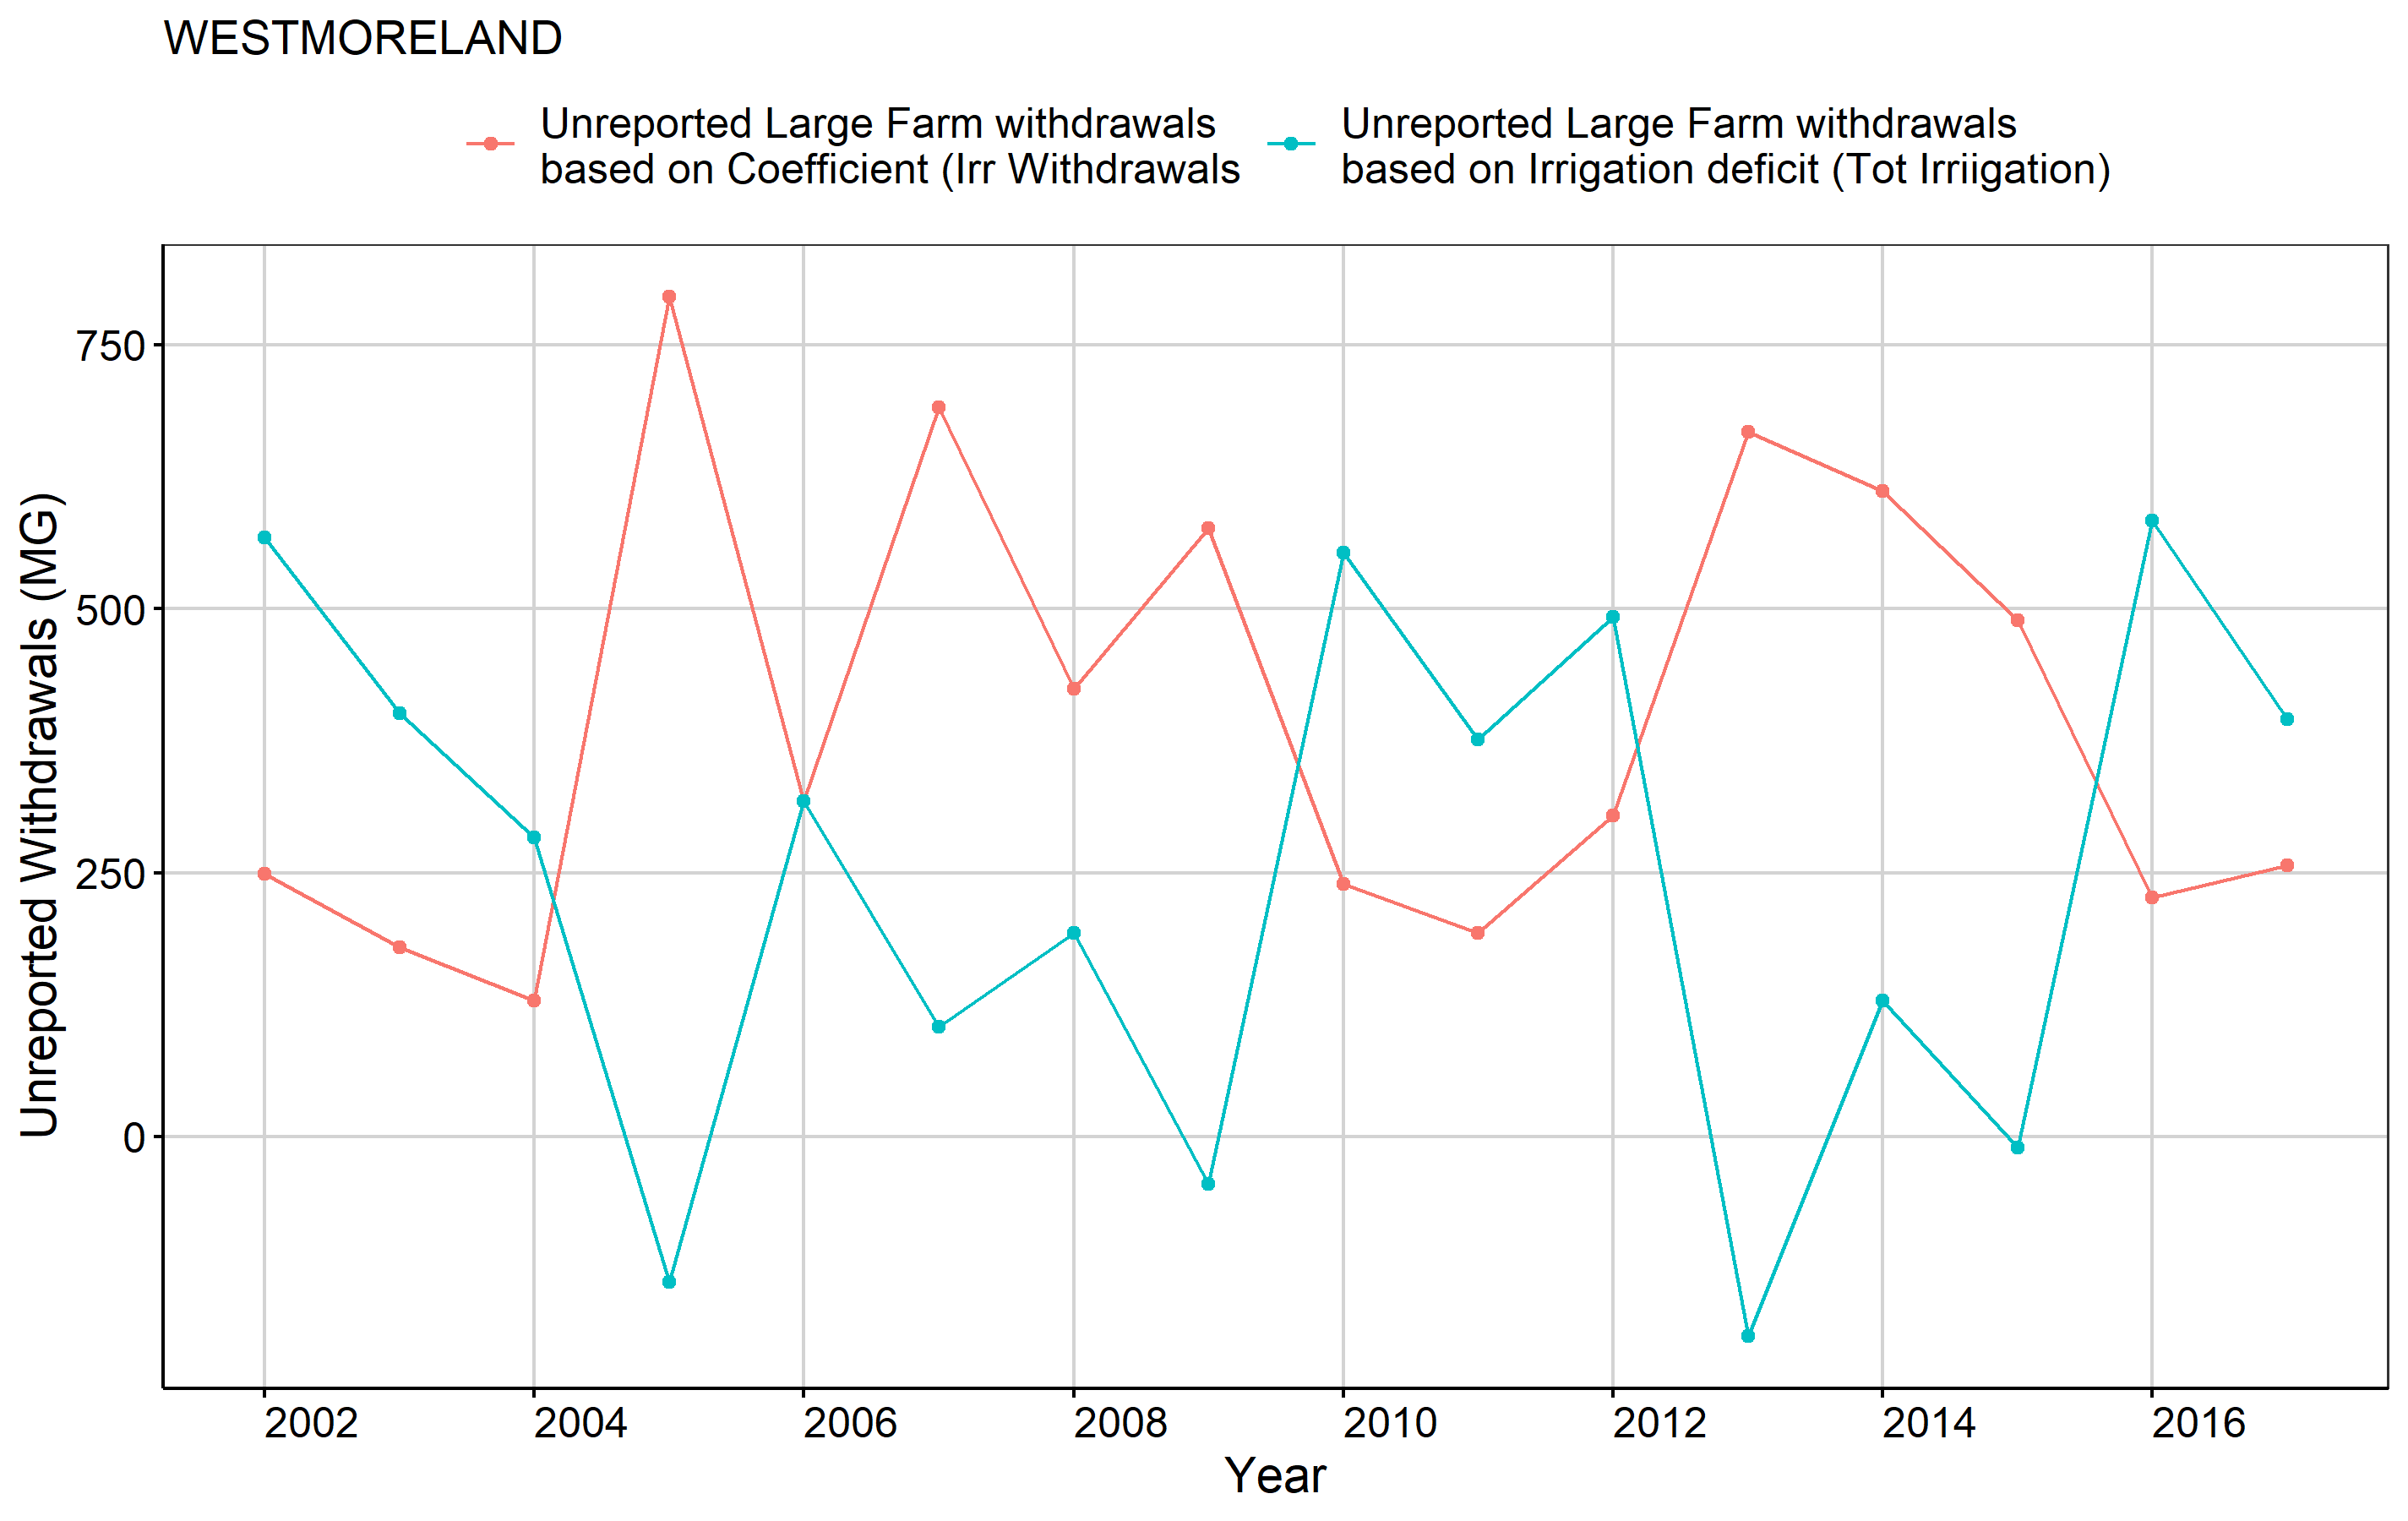 WESTMORELAND
Unreported Large Farm withdrawals
based on Coefficient (Irr Withdrawals
Unreported Large Farm withdrawals
based on Irrigation deficit (Tot Irriigation)
Unreported Withdrawals (MG)
750
500
250
0
2002 2004 2006 2008 2010 2012 2014 2016
Year